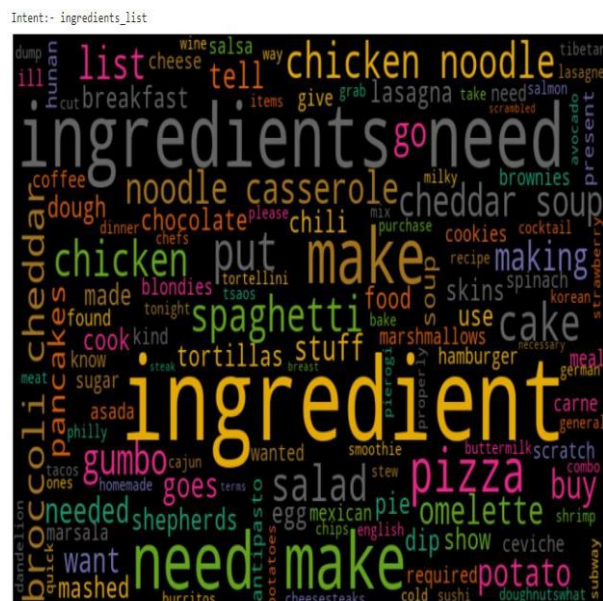 Intent:- ingredients_list
dump wine salsa way chicken noodle tibetan
ill hunan list cheese tell grab lasagna take need salmon lasagne
cut breakfast items give scrambled avocado present
ingredients go need
coffee noodle casserole milky brownies
dough dinner chocolate please chili mix purchase cheddar soup
chefs cookies cocktail
chicken put make recipe making strawberry
broccoli cheddar pancakes made blondies tortellini food soup skins spinach korean
found tonight tsaos spaghetti bake marshmallows use cake
cook kind tortillas stuff hamburger necessary meal
know steak breast pierogi properly german
meat sugar ingredient carne
asada general
philly wanted smoothie buttermilk scratch combo
tacos gumbo cajun stew pizza
ones homemade goes terms salad pie buy shrimp
needed egg mexican omelette
dandelion quick marsala shepherds antipasto potatoes chips english dip show ceviche
want need make required potato subway
mashed burritos cheesesteaks cold sushi doughnutswhat